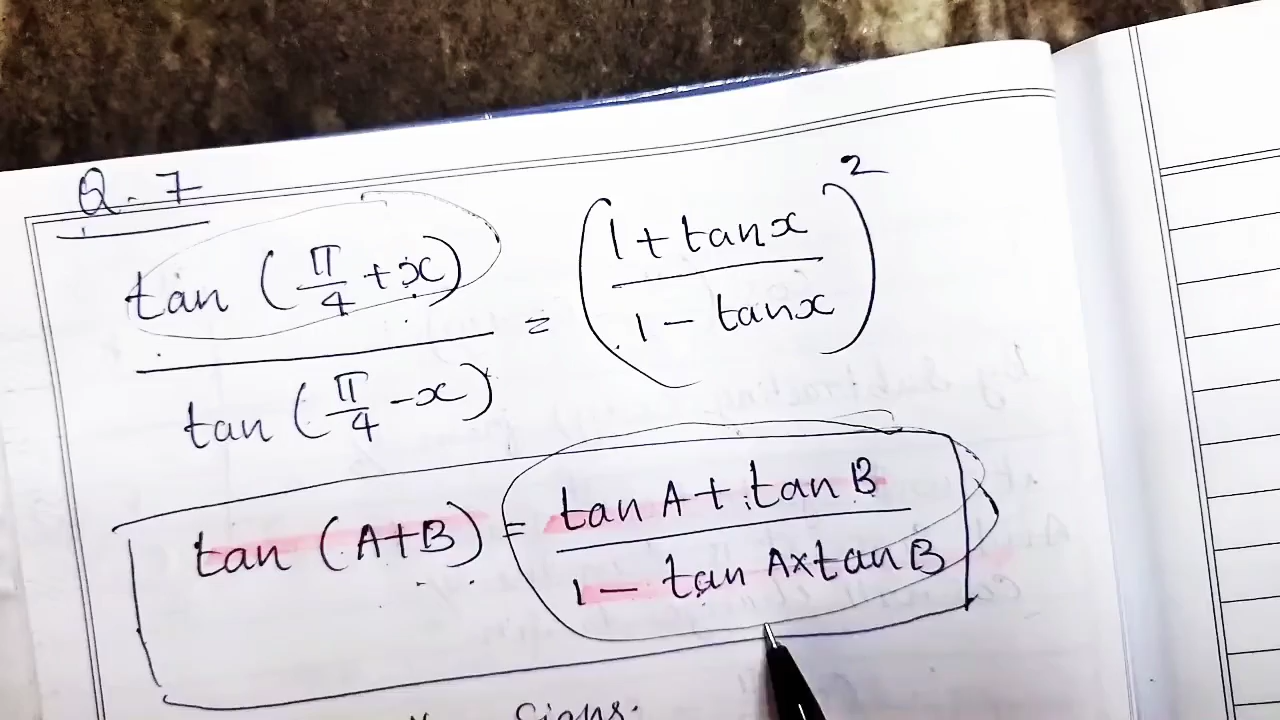 Q. 7
tan (π/4 + x) / tan (π/4 - x) = ((1 + tan x) / (1 - tan x))²
tan (A+B) = (tan A + tan B) / (1 - tan A × tan B)
signs.